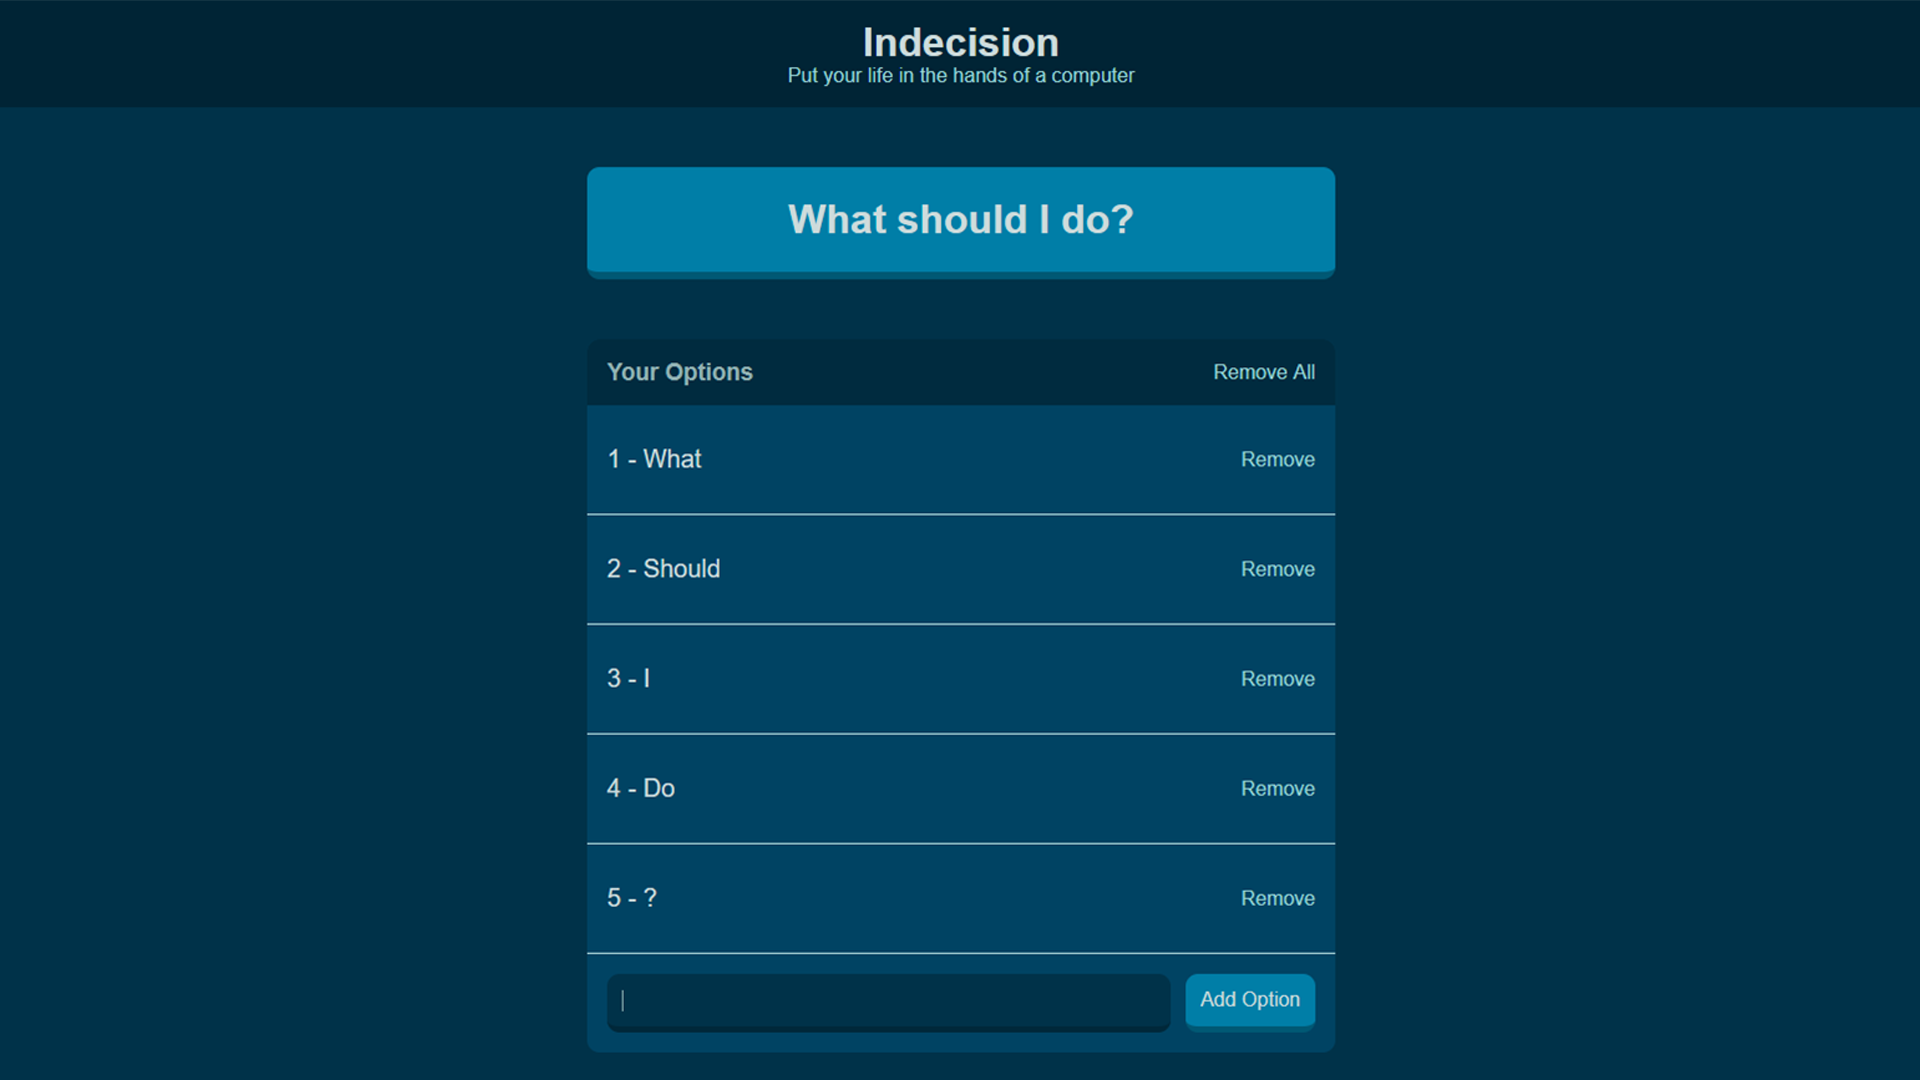 Indecision
Put your life in the hands of a computer
What should I do?
Your Options Remove All
1 - What Remove
2 - Should Remove
3 - I Remove
4 - Do Remove
5 - ? Remove
Add Option